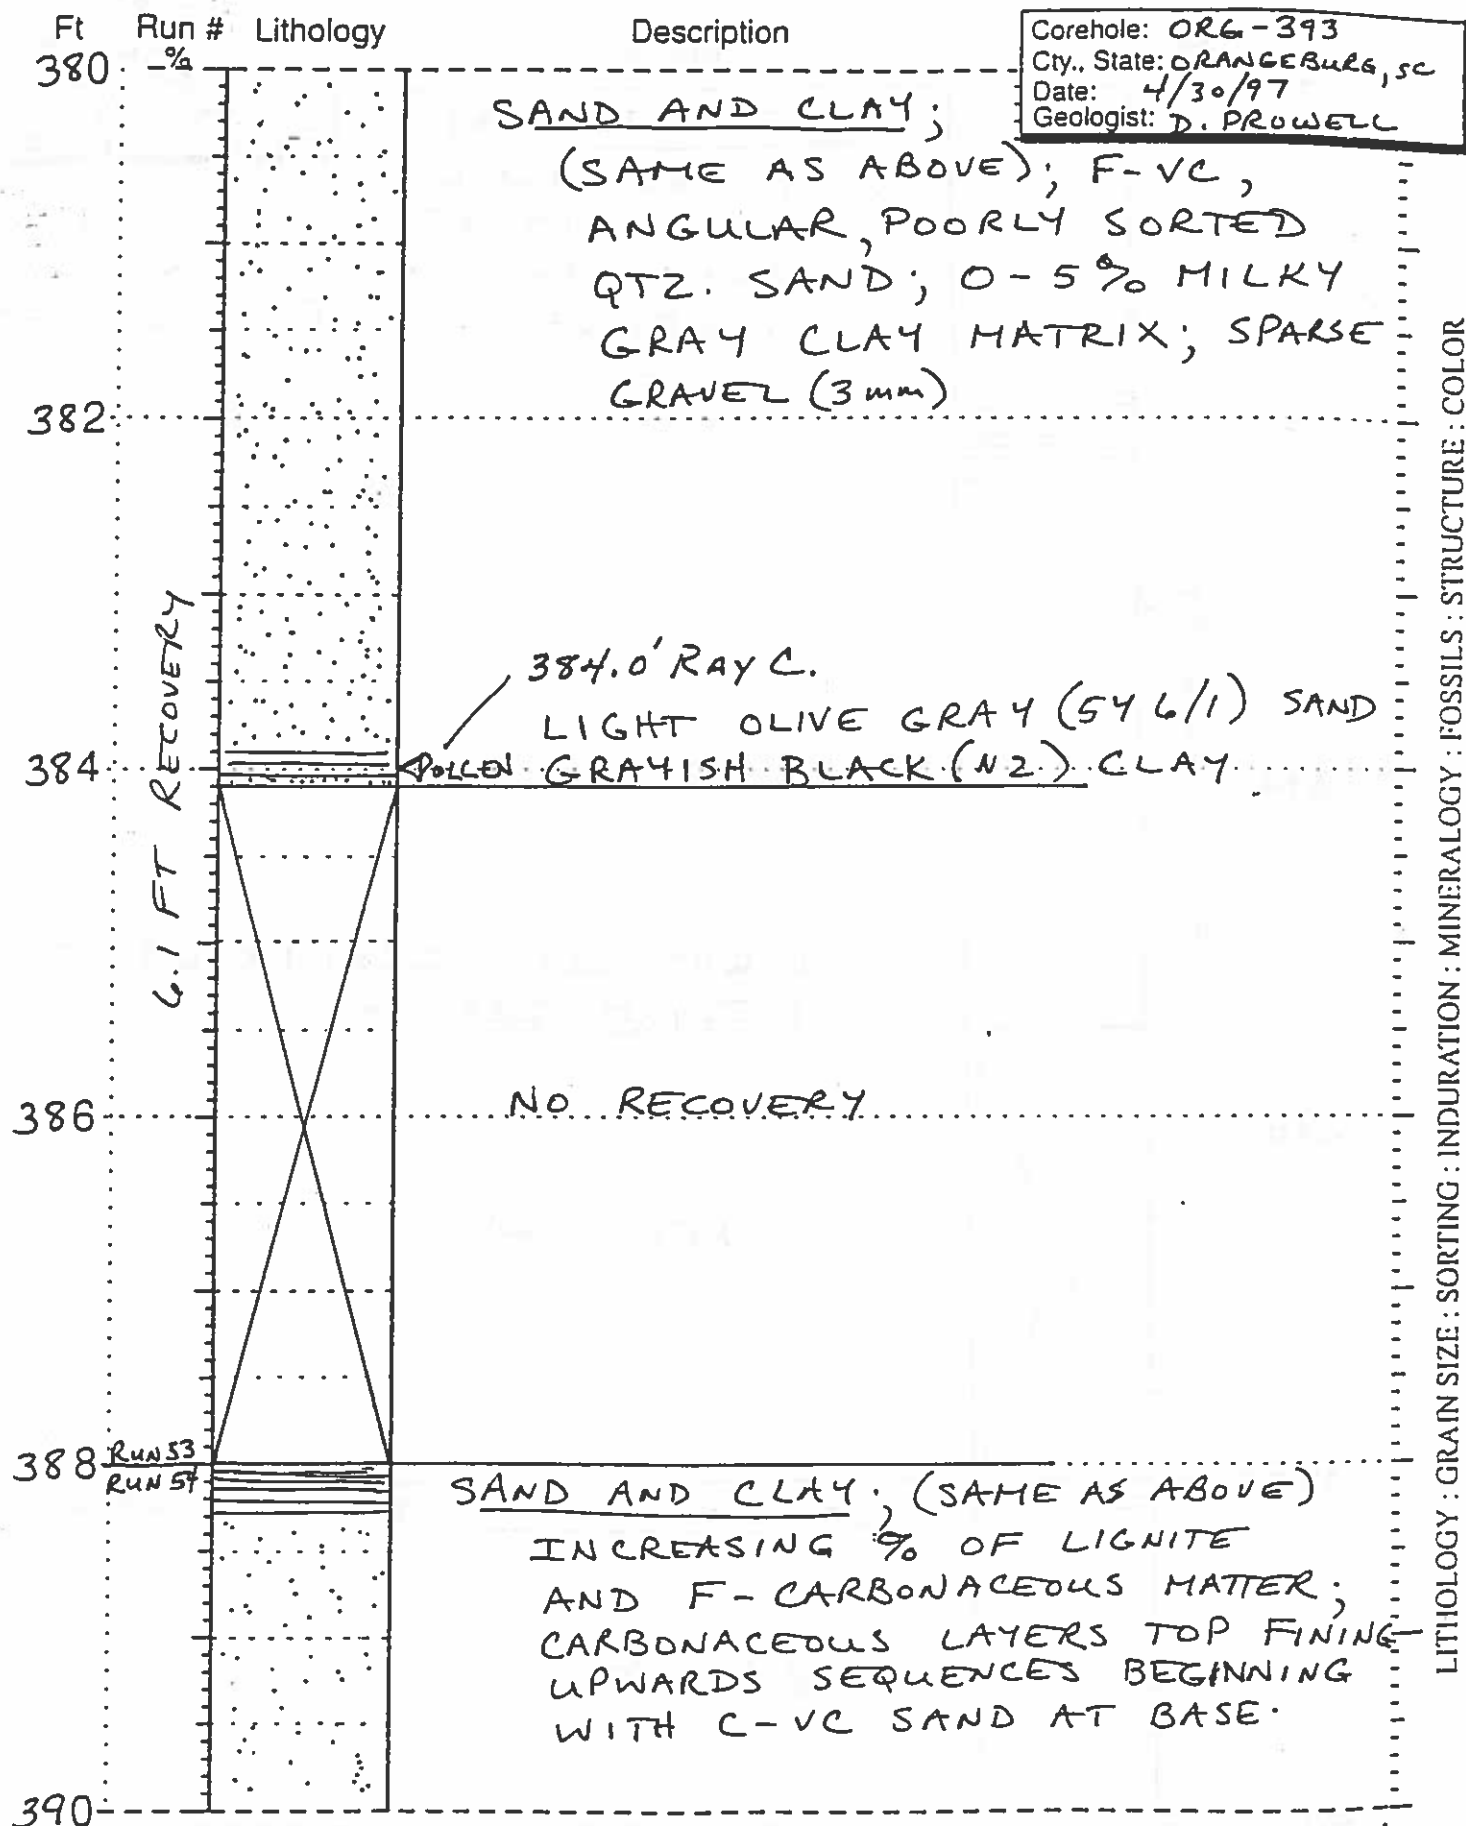 Ft Run # Lithology Description
%
Corehole: ORG-393
Cty., State: ORANGEBURG, SC
Date: 4/30/97
Geologist: D. PROWELL
380
SAND AND CLAY;
(SAME AS ABOVE); F-VC,
ANGULAR, POORLY SORTED
QTZ. SAND; 0-5% MILKY
GRAY CLAY MATRIX; SPARSE
GRAVEL (3mm)
382
6.1 FT RECOVERY
384.0' RAY C.
LIGHT OLIVE GRAY (5Y 6/1) SAND
384 POLLEN GRAYISH BLACK (N2) CLAY
386 NO RECOVERY
RUN 53
388
RUN 54
SAND AND CLAY; (SAME AS ABOVE)
INCREASING % OF LIGNITE
AND F-CARBONACEOUS MATTER;
CARBONACEOUS LAYERS TOP FINING
UPWARDS SEQUENCES BEGINNING
WITH C-VC SAND AT BASE.
390
LITHOLOGY : GRAIN SIZE : SORTING : INDURATION : MINERALOGY : FOSSILS : STRUCTURE : COLOR